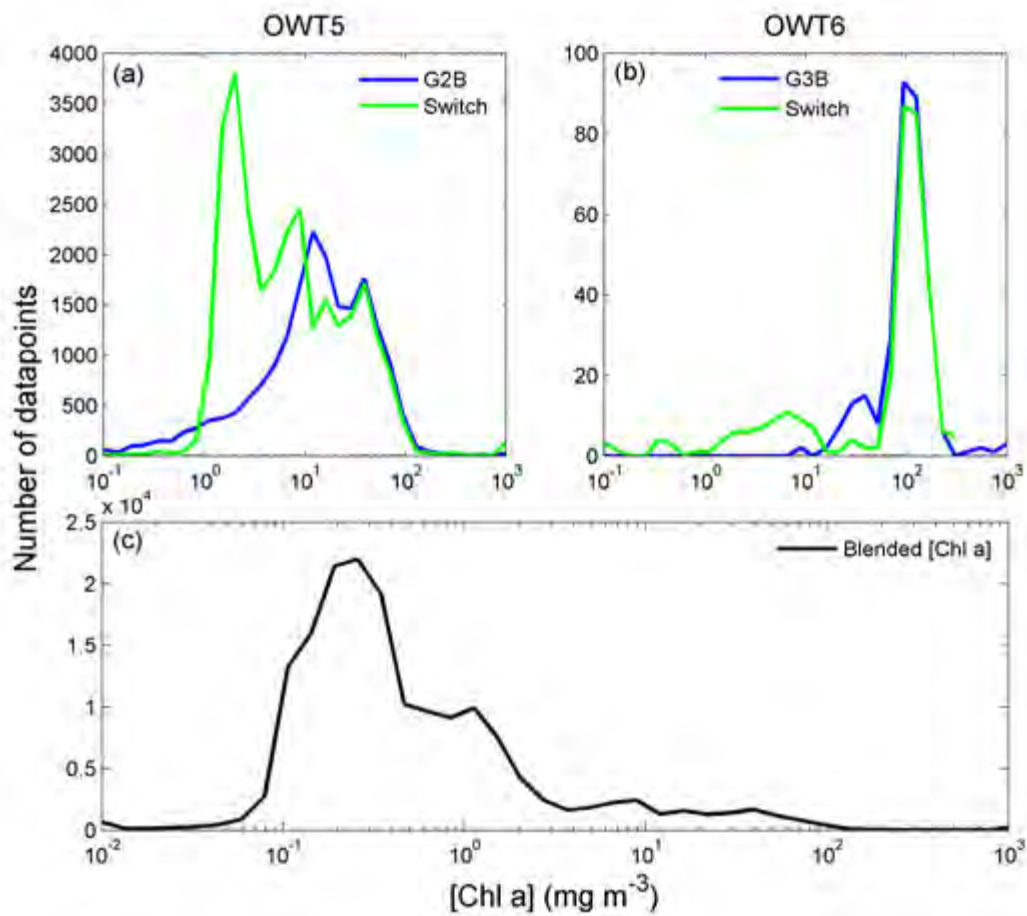 OWT5
OWT6
Number of datapoints
(a)
G2B
Switch
4000
3500
3000
2500
2000
1500
1000
500
0
10^-1
10^0
10^1
10^2
10^3
(b)
G3B
Switch
100
80
60
40
20
0
10^-1
10^0
10^1
10^2
10^3
x 10^4
(c)
Blended [Chl a]
2.5
2
1.5
1
0.5
0
10^-2
10^-1
10^0
10^1
10^2
10^3
[Chl a] (mg m^-3)